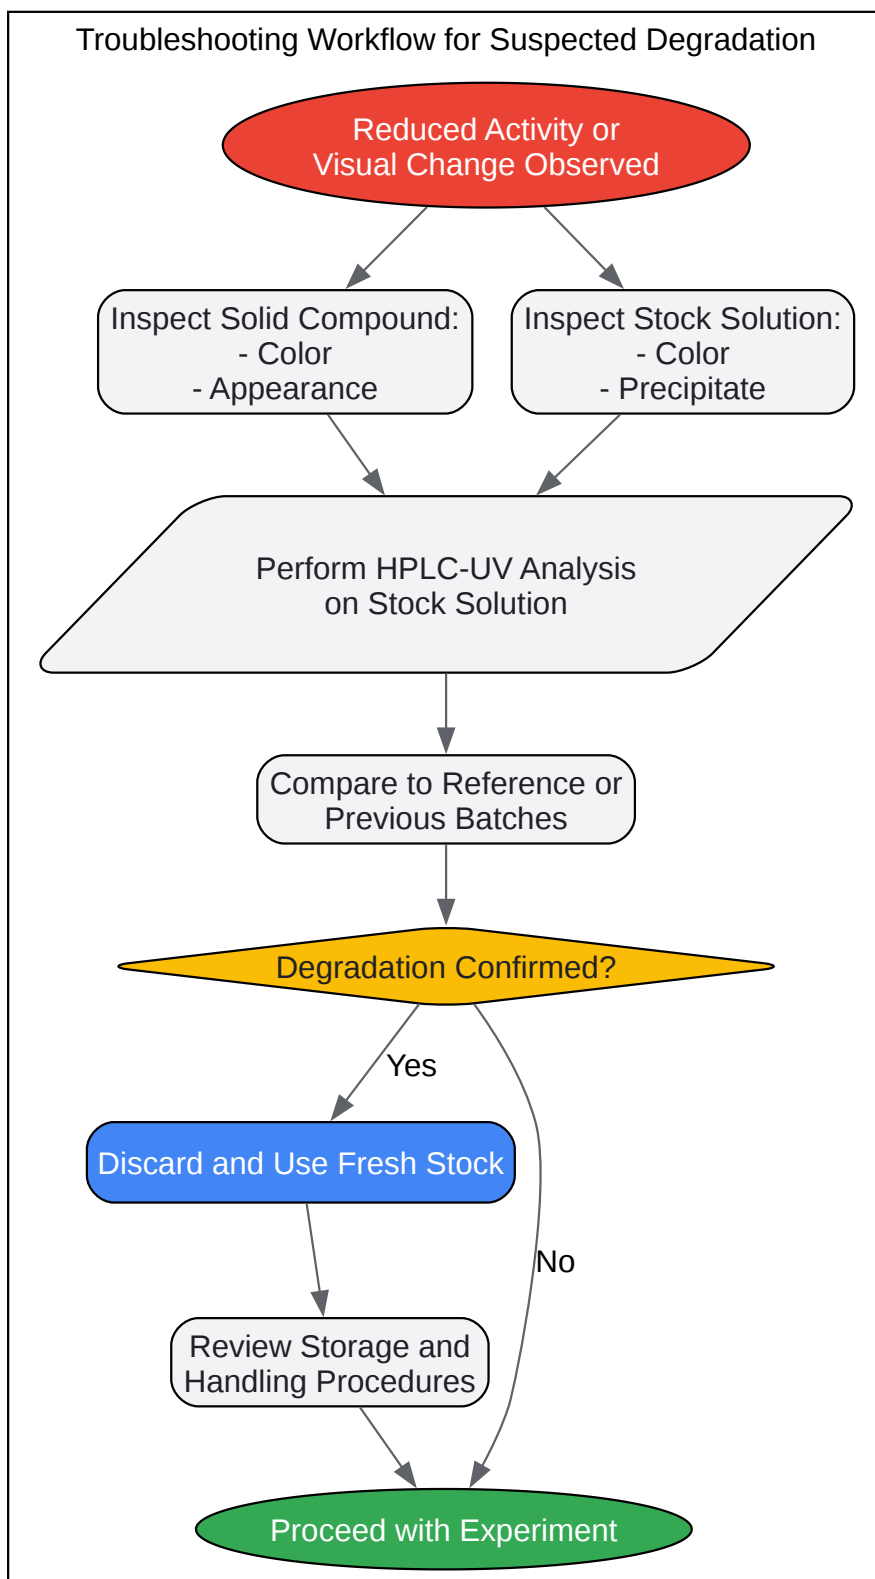 Troubleshooting Workflow for Suspected Degradation
Reduced Activity or
Visual Change Observed
Inspect Solid Compound:
- Color
- Appearance
Inspect Stock Solution:
- Color
- Precipitate
Perform HPLC-UV Analysis
on Stock Solution
Compare to Reference or
Previous Batches
Degradation Confirmed?
Yes
Discard and Use Fresh Stock
No
Review Storage and
Handling Procedures
Proceed with Experiment